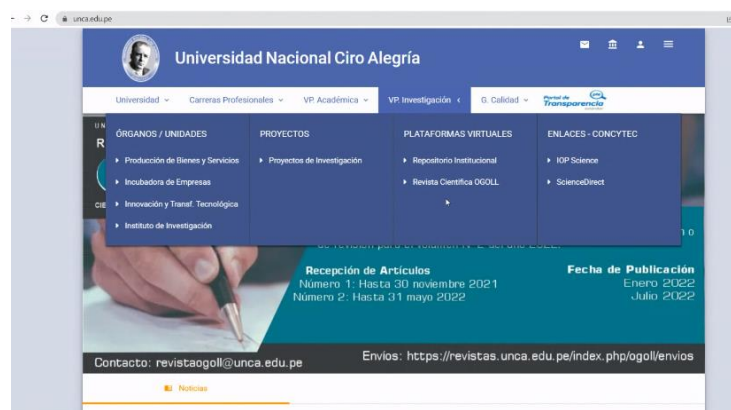 unca.edu.pe
Universidad Nacional Ciro Alegría
Universidad
Carreras Profesionales
VP. Académica
VP. Investigación
G. Calidad
Portal de
Transparencia
ÓRGANOS / UNIDADES
Producción de Bienes y Servicios
Incubadora de Empresas
Innovación y Transf. Tecnológica
Instituto de Investigación
PROYECTOS
Proyectos de Investigación
PLATAFORMAS VIRTUALES
Repositorio Institucional
Revista Científica OGOLL
ENLACES - CONCYTEC
IOP Science
ScienceDirect
Recepción de Artículos
Número 1: Hasta 30 noviembre 2021
Número 2: Hasta 31 mayo 2022
Fecha de Publicación
Enero 2022
Julio 2022
Contacto: revistaogoll@unca.edu.pe
Envíos: https://revistas.unca.edu.pe/index.php/ogoll/envios
Noticias